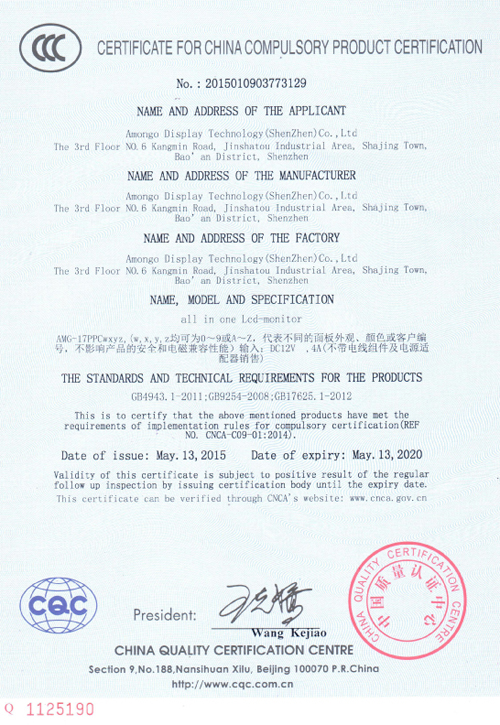 CCC
CERTIFICATE FOR CHINA COMPULSORY PRODUCT CERTIFICATION
No.: 2015010903773129
NAME AND ADDRESS OF THE APPLICANT
Amongo Display Technology(ShenZhen)Co.,Ltd
The 3rd Floor NO.6 Kangmin Road, Jinshatou Industrial Area, Shajing Town,
Bao' an District, Shenzhen
NAME AND ADDRESS OF THE MANUFACTURER
Amongo Display Technology(ShenZhen)Co.,Ltd
The 3rd Floor NO.6 Kangmin Road, Jinshatou Industrial Area, Shajing Town,
Bao' an District, Shenzhen
NAME AND ADDRESS OF THE FACTORY
Amongo Display Technology(ShenZhen)Co.,Ltd
The 3rd Floor NO.6 Kangmin Road, Jinshatou Industrial Area, Shajing Town,
Bao' an District, Shenzhen
NAME, MODEL AND SPECIFICATION
all in one Lcd-monitor
AMG-17PPCwxyz,(w,x,y,z均可为0～9或A～Z, 代表不同的面板外观、颜色或客户编
号, 不影响产品的安全和电磁兼容性能) 输入: DC12V ,4A(不带电线组件及电源适
配器销售)
THE STANDARDS AND TECHNICAL REQUIREMENTS FOR THE PRODUCTS
GB4943.1-2011;GB9254-2008;GB17625.1-2012
This is to certify that the above mentioned products have met the
requirements of implementation rules for compulsory certification(REF
NO. CNCA-C09-01:2014).
Date of issue: May.13,2015 Date of expiry: May.13,2020
Validity of this certificate is subject to positive result of the regular
follow up inspection by issuing certification body until the expiry date.
This certificate can be verified through CNCA's website: www.cnca.gov.cn
CQC
President:
Wang Kejiao
CHINA QUALITY CERTIFICATION CENTRE
中国质量认证中心
CHINA QUALITY CERTIFICATION CENTRE
Section 9,No.188,Nansihuan Xilu, Beijing 100070 P.R.China
http://www.cqc.com.cn
Q 1125190